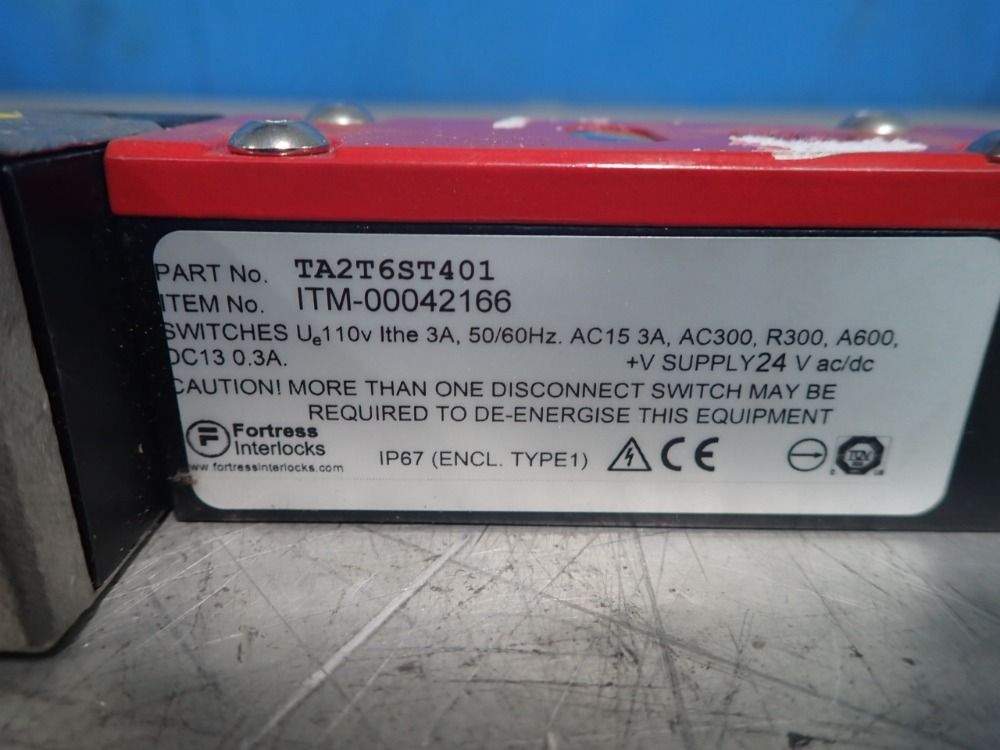 PART No. TA2T6ST401
ITEM No. ITM-00042166
SWITCHES Ue110v Ithe 3A, 50/60Hz. AC15 3A, AC300, R300, A600,
DC13 0.3A. +V SUPPLY24 V ac/dc
CAUTION! MORE THAN ONE DISCONNECT SWITCH MAY BE
REQUIRED TO DE-ENERGISE THIS EQUIPMENT
Fortress
Interlocks
www.fortressinterlocks.com
IP67 (ENCL. TYPE1) CE
TÜV
C US